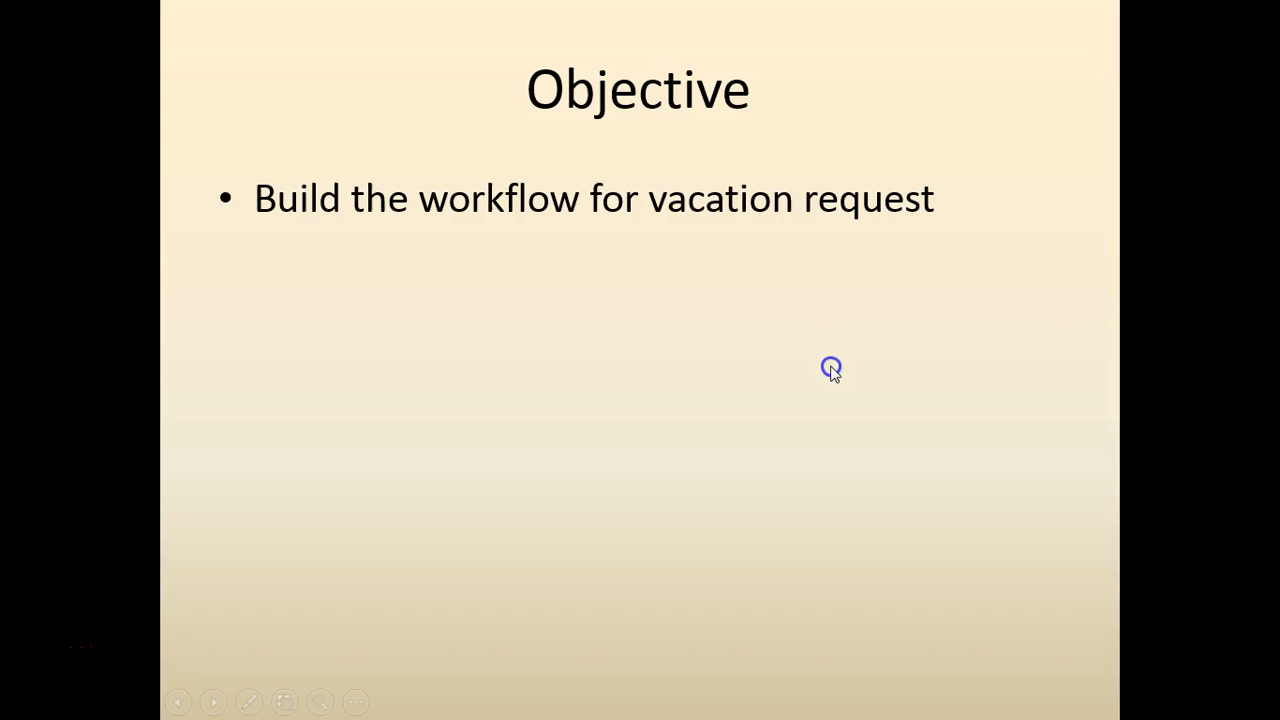 Objective
• Build the workflow for vacation request